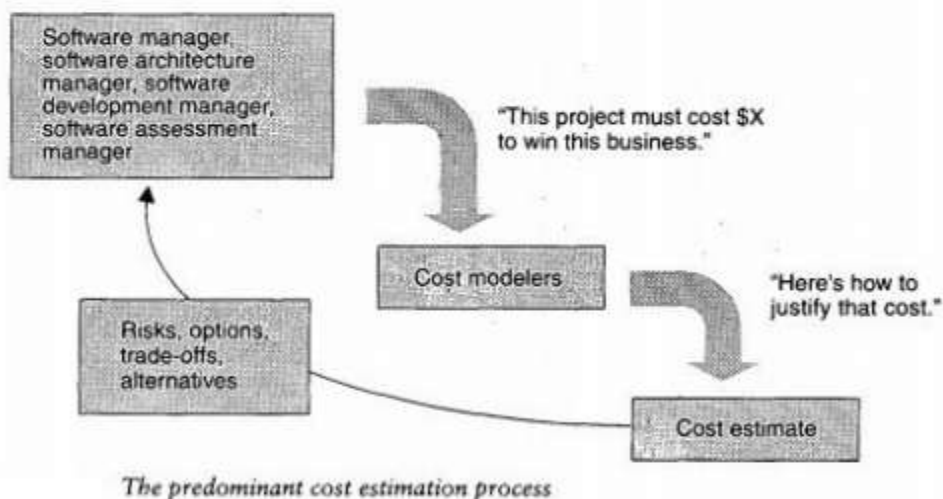 Software manager,
software architecture
manager, software
development manager,
software assessment
manager
"This project must cost $X
to win this business."
Cost modelers
"Here's how to
justify that cost."
Risks, options,
trade-offs,
alternatives
Cost estimate
The predominant cost estimation process